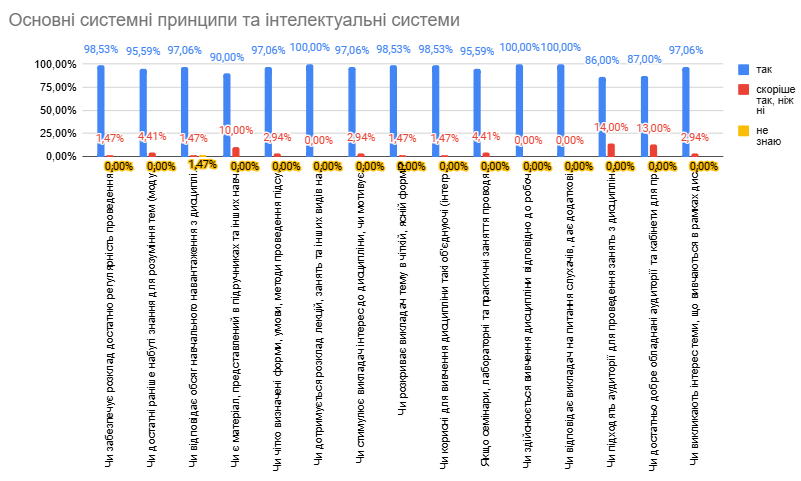 Основні системні принципи та інтелектуальні системи
98,53% 95,59% 97,06% 90,00% 97,06% 100,00% 97,06% 98,53% 98,53% 95,59% 100,00% 100,00% 86,00% 87,00% 97,06%
100,00%
75,00%
50,00%
25,00%
0,00%
1,47% 4,41% 1,47% 10,00% 2,94% 0,00% 2,94% 1,47% 1,47% 4,41% 0,00% 0,00% 14,00% 13,00% 2,94%
0,00% 0,00% 1,47% 0,00% 0,00% 0,00% 0,00% 0,00% 0,00% 0,00% 0,00% 0,00% 0,00% 0,00% 0,00%
так
скоріше
так, ніж
ні
не
знаю
Чи забезпечує розклад достатню регулярність проведення
Чи достатні раніше набуті знання для розуміння тем (мод
Чи відповідає обсяг навчального навантаження з дисциплі
Чи є матеріал, представлений в підручниках та інших нав
Чи чітко визначені форми, умови, методи проведення підсу
Чи дотримується розклад лекцій, занять та інших видів на
Чи стимулює викладач інтерес до дисципліни, чи мотивує
Чи розкриває викладач тему в чіткій, ясній форм
Чи корисні для вивчення дисципліни такі об'єднуючі (інтегр
Якщо семінари, лабораторні та практичні заняття проводя
Чи здійснюється вивчення дисципліни відповідно до робоч
Чи відповідає викладач на питання слухачів, дає додаткові
Чи підходять аудиторії для проведення занять з дисциплін
Чи достатньо добре обладнані аудиторії та кабінети для пр
Чи викликають інтерес теми, що вивчаються в рамках дис